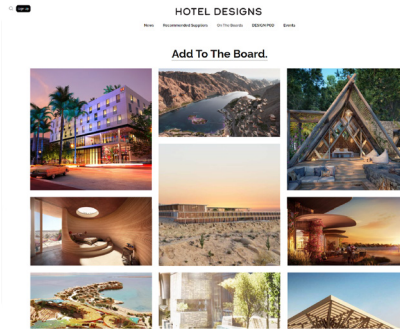 HOTEL DESIGNS
Sign up
News Recommended Suppliers On The Boards DESIGN POD Events
Add To The Board.